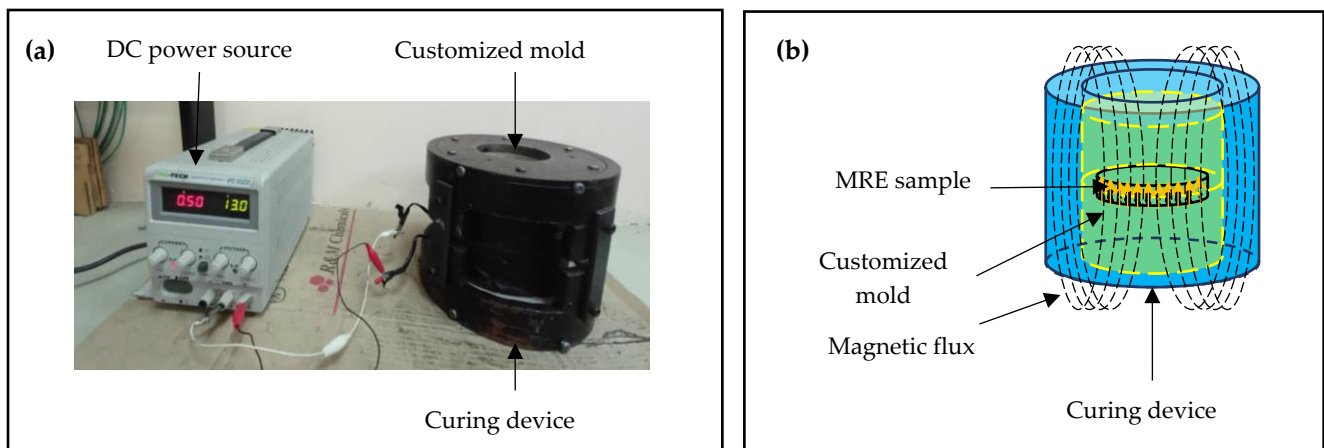 (a)
DC power source
Customized mold
0.50 13.0
R&M Chemicals
Curing device
(b)
MRE sample
Customized
mold
Magnetic flux
Curing device